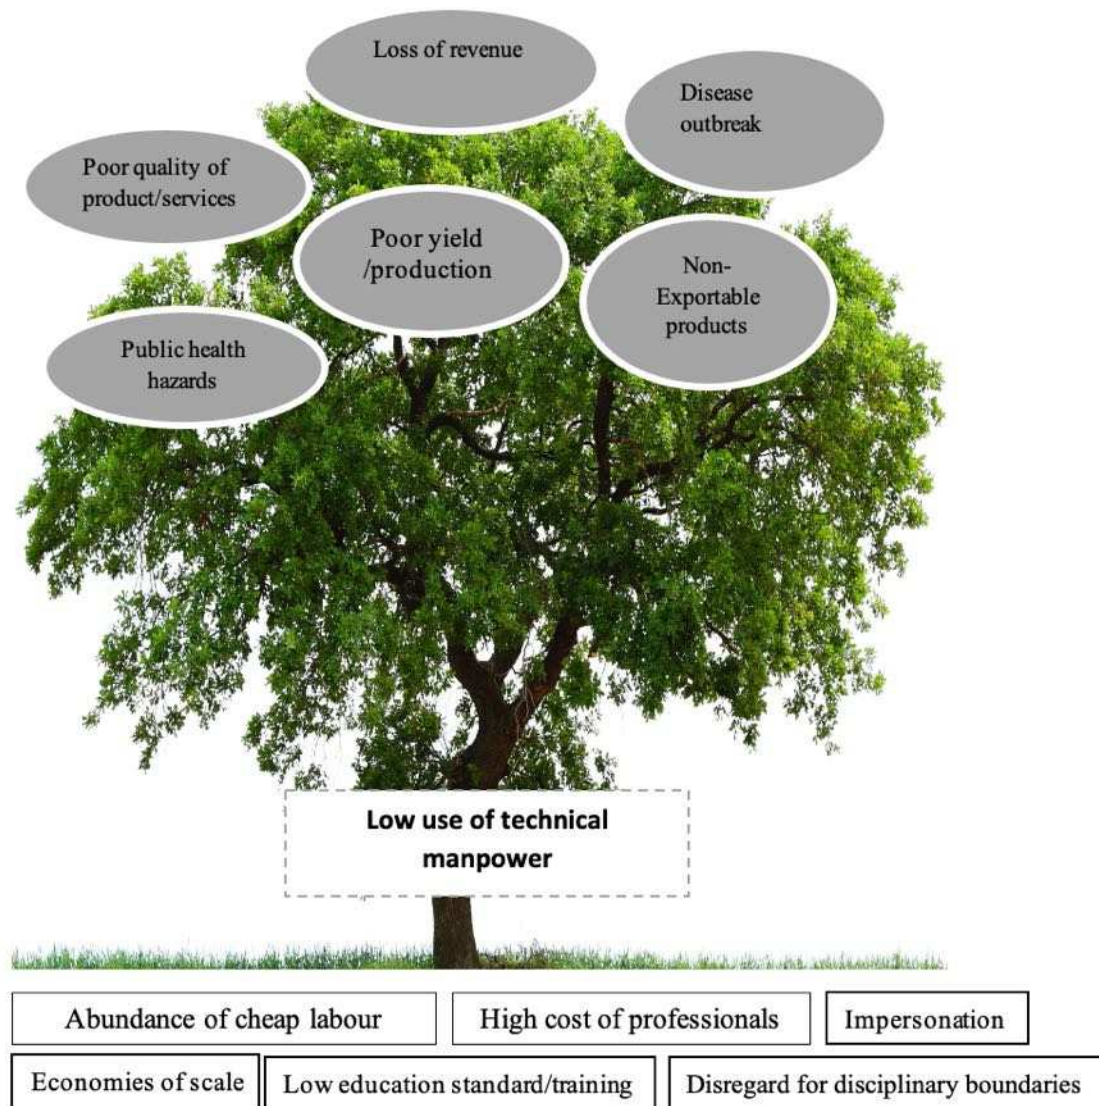 Loss of revenue
Disease
outbreak
Poor quality of
product/services
Poor yield
/production
Non-
Exportable
products
Public health
hazards
Low use of technical
manpower
Abundance of cheap labour
High cost of professionals
Impersonation
Economies of scale
Low education standard/training
Disregard for disciplinary boundaries